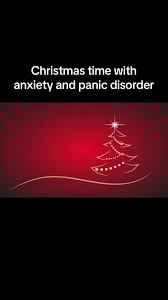 Christmas time with
anxiety and panic disorder